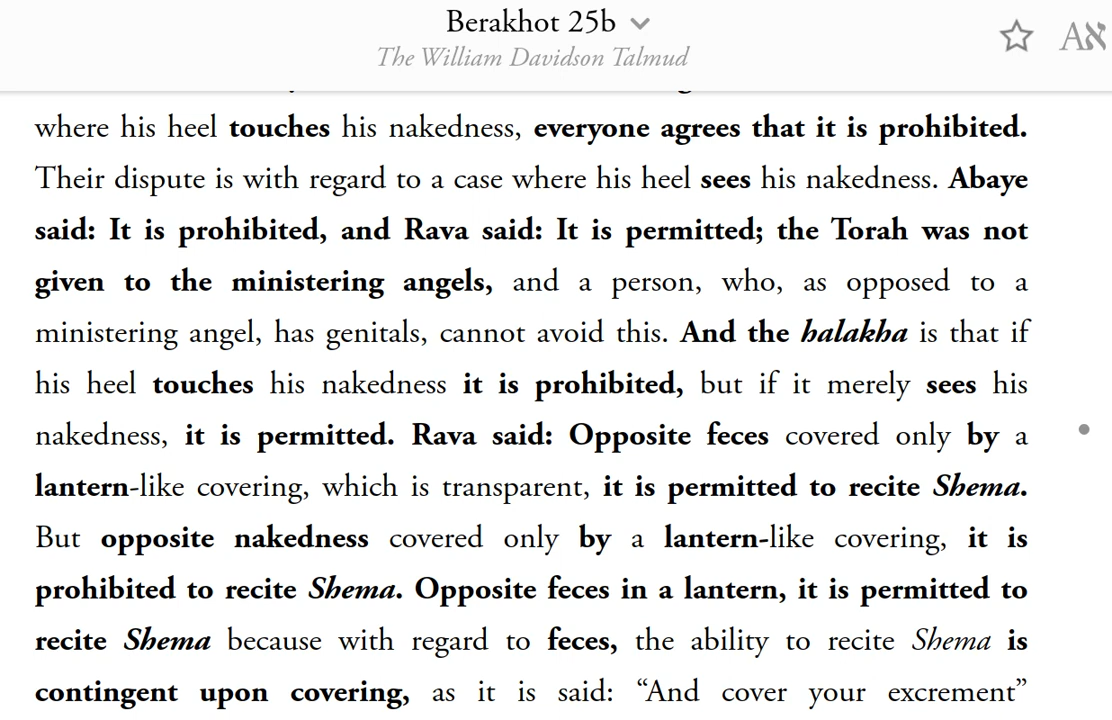 Berakhot 25b
The William Davidson Talmud
Aא
where his heel touches his nakedness, everyone agrees that it is prohibited.
Their dispute is with regard to a case where his heel sees his nakedness. Abaye
said: It is prohibited, and Rava said: It is permitted; the Torah was not
given to the ministering angels, and a person, who, as opposed to a
ministering angel, has genitals, cannot avoid this. And the halakha is that if
his heel touches his nakedness it is prohibited, but if it merely sees his
nakedness, it is permitted. Rava said: Opposite feces covered only by a
lantern-like covering, which is transparent, it is permitted to recite Shema.
But opposite nakedness covered only by a lantern-like covering, it is
prohibited to recite Shema. Opposite feces in a lantern, it is permitted to
recite Shema because with regard to feces, the ability to recite Shema is
contingent upon covering, as it is said: “And cover your excrement”